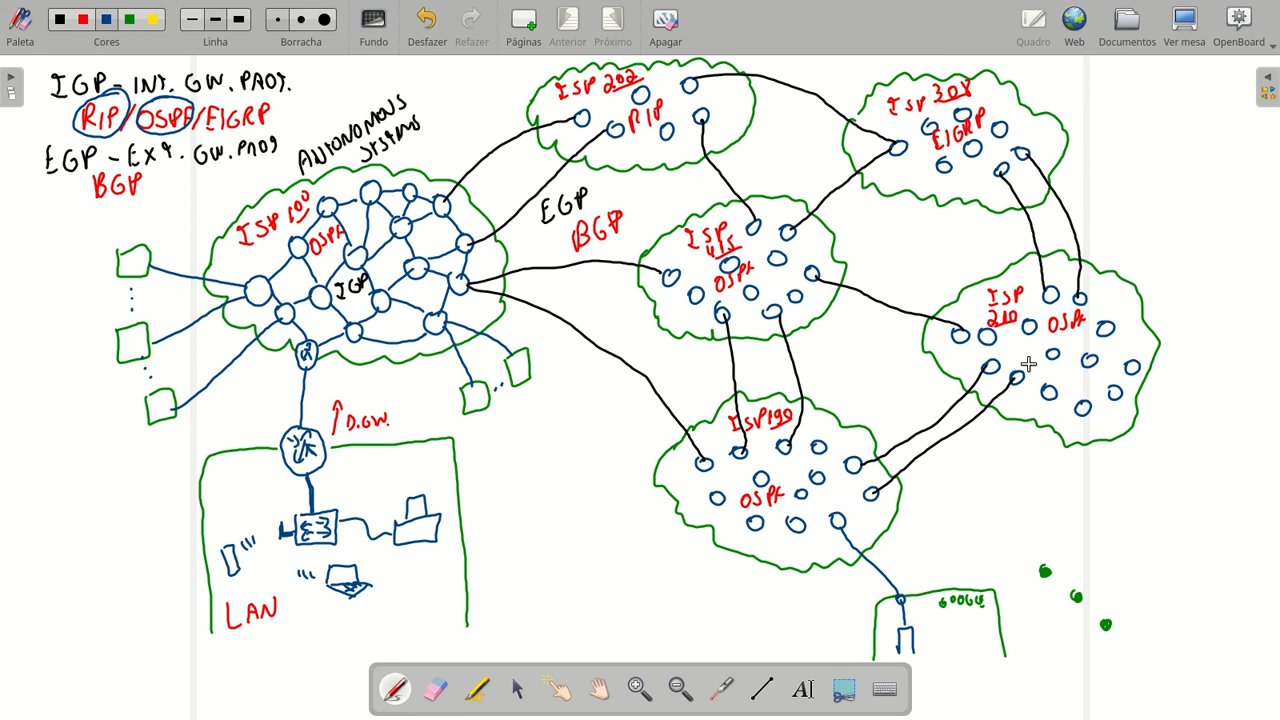 Paleta
Cores
Linha
Borracha
Fundo
Desfazer
Refazer
Páginas
Anterior
Próximo
Apagar
Quadro
Web
Documentos
Ver mesa
OpenBoard
IGP - INT. GW. PROT.
RIP/OSPF/EIGRP
EGP - EXT. GW. PROT
BGP
AUTONOMOUS
SYSTEMS
ISP 100
OSPF
IGP
EGP
BGP
ISP 202
RIP
ISP 308
EIGRP
ISP
415
OSPF
ISP
210
OSPF
ISP 190
OSPF
D.GW.
LAN
GOOGLE